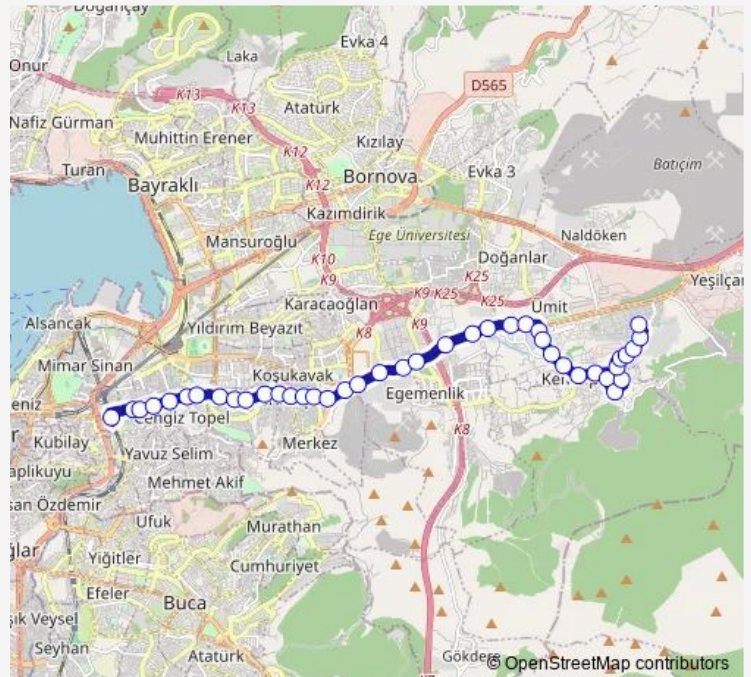 Doğançay
Evka 4
Onur
Laka
K13
D565
K13
Atatürk
Nafiz Gürman
Muhittin Erener
Kızılay
K12
Batıçim
Turan
Bayraklı
Bornova
Evka 3
K12
Kazımdirik
Ege Üniversitesi
Naldöken
Mansuroğlu
K10
Doğanlar
K9
K25
Karacaoğlan
K9
K25
K25
Yeşilçam
Ümit
Alsancak
Yıldırım Beyazıt
K8
K9
Mimar Sinan
Koşukavak
Egemenlik
Cengiz Topel
Kubilay
Merkez
K8
Yavuz Selim
Mehmet Akif
Ufuk
Murathan
Yiğitler
Cumhuriyet
Efeler
Buca
Seyhan
Atatürk
Gökdere
© OpenStreetMap contributors